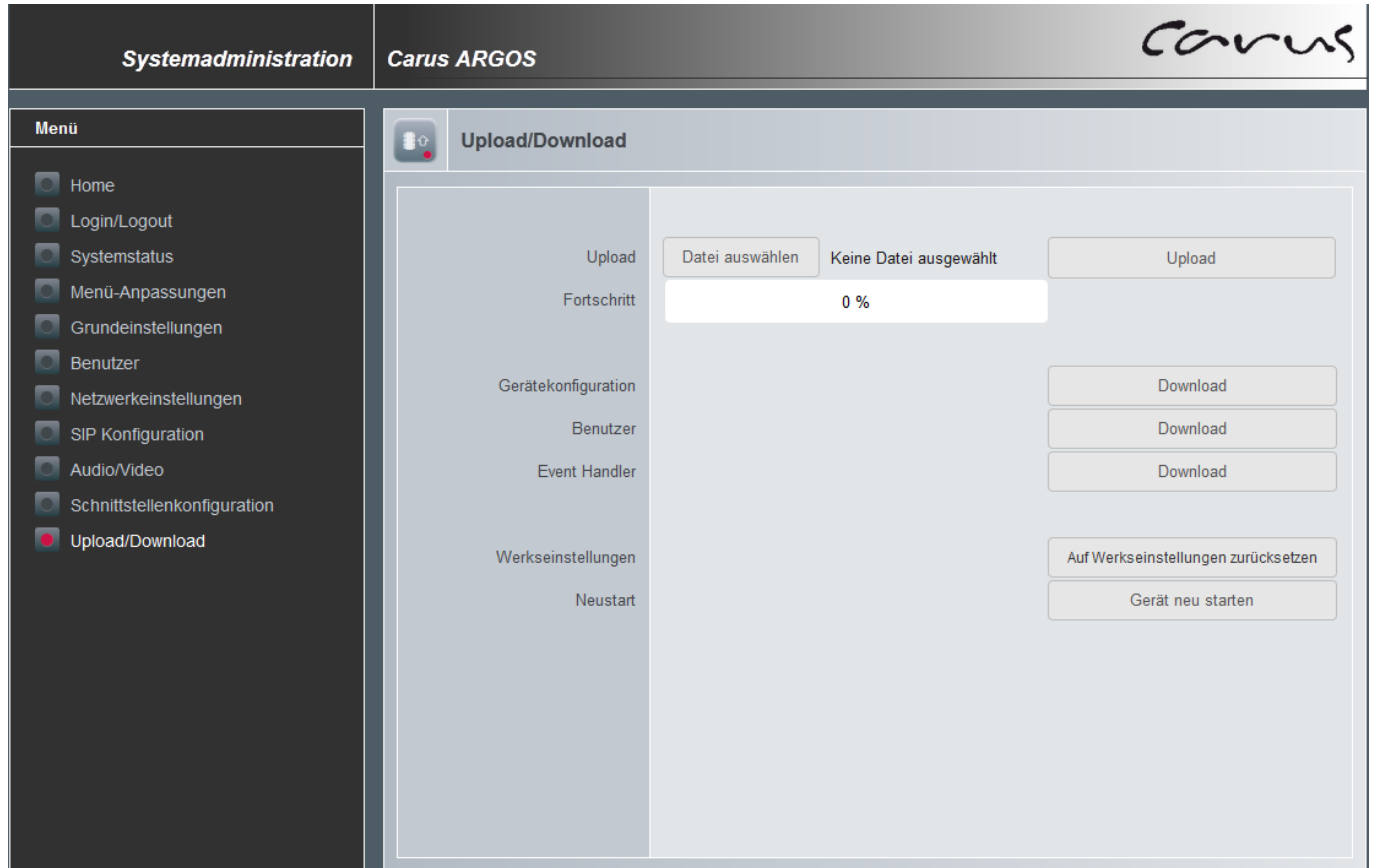 Systemadministration
Carus ARGOS
Carus
Menü
Home
Login/Logout
Systemstatus
Menü-Anpassungen
Grundeinstellungen
Benutzer
Netzwerkeinstellungen
SIP Konfiguration
Audio/Video
Schnittstellenkonfiguration
Upload/Download
Upload/Download
Upload Datei auswählen Keine Datei ausgewählt Upload
Fortschritt 0 %
Gerätekonfiguration Download
Benutzer Download
Event Handler Download
Werkseinstellungen Auf Werkseinstellungen zurücksetzen
Neustart Gerät neu starten